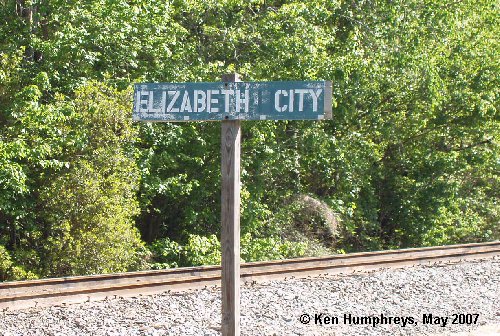 ELIZABETH CITY
© Ken Humphreys, May 2007